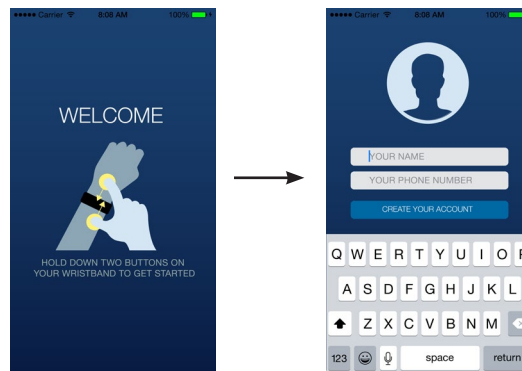 Carrier 8:08 AM 100%
WELCOME
HOLD DOWN TWO BUTTONS ON
YOUR WRISTBAND TO GET STARTED
Carrier 8:08 AM 100%
YOUR NAME
YOUR PHONE NUMBER
CREATE YOUR ACCOUNT
Q W E R T Y U I O P
A S D F G H J K L
Z X C V B N M
123 space return